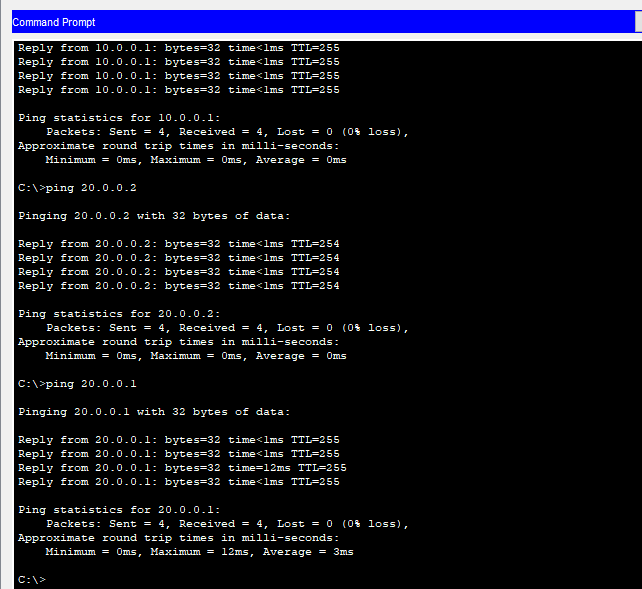 Command Prompt
Reply from 10.0.0.1: bytes=32 time<1ms TTL=255
Reply from 10.0.0.1: bytes=32 time<1ms TTL=255
Reply from 10.0.0.1: bytes=32 time<1ms TTL=255
Reply from 10.0.0.1: bytes=32 time<1ms TTL=255
Ping statistics for 10.0.0.1:
Packets: Sent = 4, Received = 4, Lost = 0 (0% loss),
Approximate round trip times in milli-seconds:
Minimum = 0ms, Maximum = 0ms, Average = 0ms
C:\>ping 20.0.0.2
Pinging 20.0.0.2 with 32 bytes of data:
Reply from 20.0.0.2: bytes=32 time<1ms TTL=254
Reply from 20.0.0.2: bytes=32 time<1ms TTL=254
Reply from 20.0.0.2: bytes=32 time<1ms TTL=254
Reply from 20.0.0.2: bytes=32 time<1ms TTL=254
Ping statistics for 20.0.0.2:
Packets: Sent = 4, Received = 4, Lost = 0 (0% loss),
Approximate round trip times in milli-seconds:
Minimum = 0ms, Maximum = 0ms, Average = 0ms
C:\>ping 20.0.0.1
Pinging 20.0.0.1 with 32 bytes of data:
Reply from 20.0.0.1: bytes=32 time<1ms TTL=255
Reply from 20.0.0.1: bytes=32 time<1ms TTL=255
Reply from 20.0.0.1: bytes=32 time=12ms TTL=255
Reply from 20.0.0.1: bytes=32 time<1ms TTL=255
Ping statistics for 20.0.0.1:
Packets: Sent = 4, Received = 4, Lost = 0 (0% loss),
Approximate round trip times in milli-seconds:
Minimum = 0ms, Maximum = 12ms, Average = 3ms
C:\>